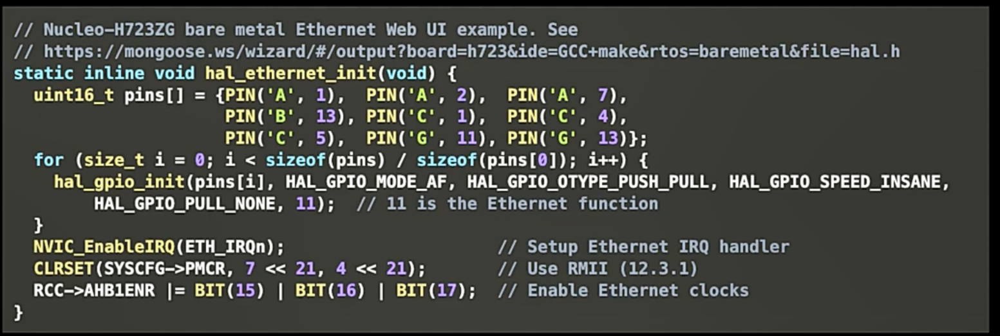 // Nucleo-H723ZG bare metal Ethernet Web UI example. See
// https://mongoose.ws/wizard/#/output?board=h723&ide=GCC+make&rtos=baremetal&file=hal.h
static inline void hal_ethernet_init(void) {
  uint16_t pins[] = {PIN('A', 1),  PIN('A', 2),  PIN('A', 7),
                     PIN('B', 13), PIN('C', 1),  PIN('C', 4),
                     PIN('C', 5),  PIN('G', 11), PIN('G', 13)};
  for (size_t i = 0; i < sizeof(pins) / sizeof(pins[0]); i++) {
    hal_gpio_init(pins[i], HAL_GPIO_MODE_AF, HAL_GPIO_OTYPE_PUSH_PULL, HAL_GPIO_SPEED_INSANE,
        HAL_GPIO_PULL_NONE, 11);  // 11 is the Ethernet function
  }
  NVIC_EnableIRQ(ETH_IRQn);                     // Setup Ethernet IRQ handler
  CLRSET(SYSCFG->PMCR, 7 << 21, 4 << 21);       // Use RMII (12.3.1)
  RCC->AHB1ENR |= BIT(15) | BIT(16) | BIT(17);  // Enable Ethernet clocks
}